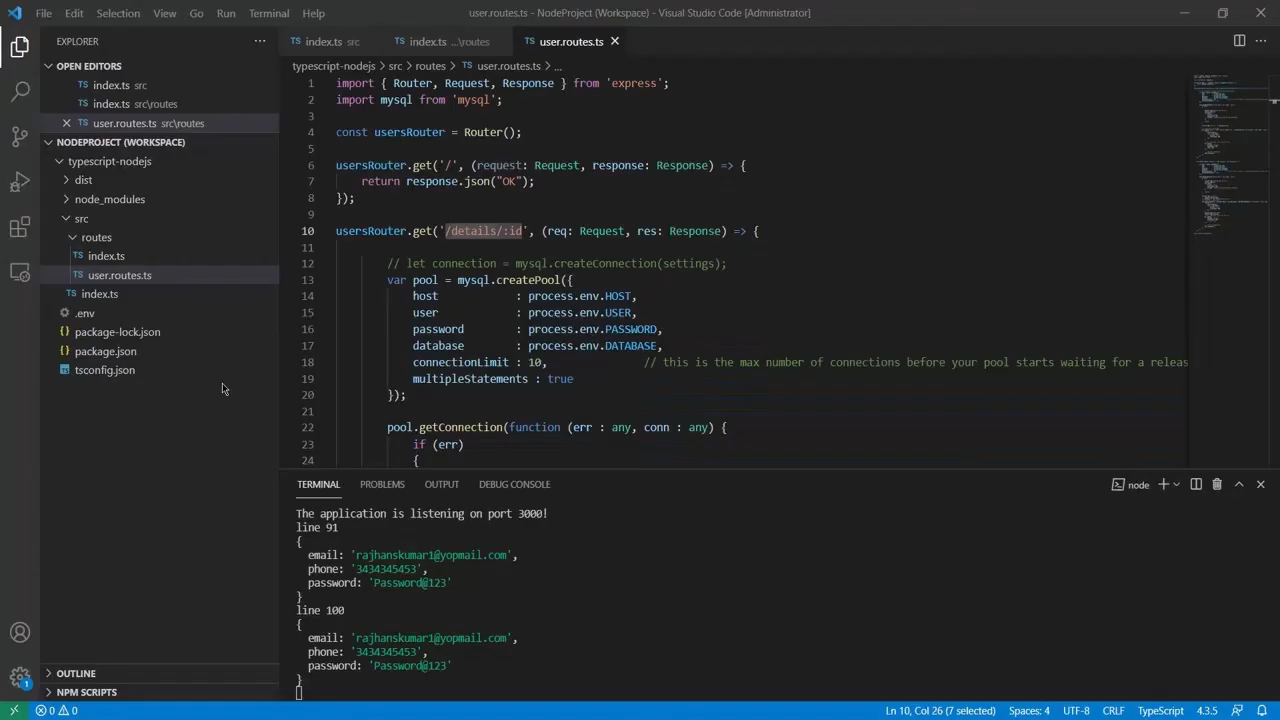 File Edit Selection View Go Run Terminal Help
user.routes.ts - NodeProject (Workspace) - Visual Studio Code [Administrator]
EXPLORER
OPEN EDITORS
TS index.ts src
TS index.ts src\routes
TS user.routes.ts src\routes
NODEPROJECT (WORKSPACE)
typescript-nodejs
dist
node_modules
src
routes
TS index.ts
TS user.routes.ts
TS index.ts
.env
{} package-lock.json
{} package.json
tsconfig.json
OUTLINE
NPM SCRIPTS
TS index.ts src
TS index.ts ...\routes
TS user.routes.ts
typescript-nodejs > src > routes > TS user.routes.ts > ...
1 import { Router, Request, Response } from 'express';
2 import mysql from 'mysql';
3
4 const usersRouter = Router();
5
6 usersRouter.get('/', (request: Request, response: Response) => {
7 return response.json("OK");
8 });
9
10 usersRouter.get('/details/:id', (req: Request, res: Response) => {
11
12 // let connection = mysql.createConnection(settings);
13 var pool = mysql.createPool({
14 host : process.env.HOST,
15 user : process.env.USER,
16 password : process.env.PASSWORD,
17 database : process.env.DATABASE,
18 connectionLimit : 10, // this is the max number of connections before your pool starts waiting for a releas
19 multipleStatements : true
20 });
21
22 pool.getConnection(function (err : any, conn : any) {
23 if (err)
24 {
TERMINAL PROBLEMS OUTPUT DEBUG CONSOLE
node
The application is listening on port 3000!
line 91
{
email: 'rajhanskumar1@yopmail.com',
phone: '3434345453',
password: 'Password@123'
}
line 100
{
email: 'rajhanskumar1@yopmail.com',
phone: '3434345453',
password: 'Password@123'
}
1
0 0
Ln 10, Col 26 (7 selected) Spaces: 4 UTF-8 CRLF TypeScript 4.3.5